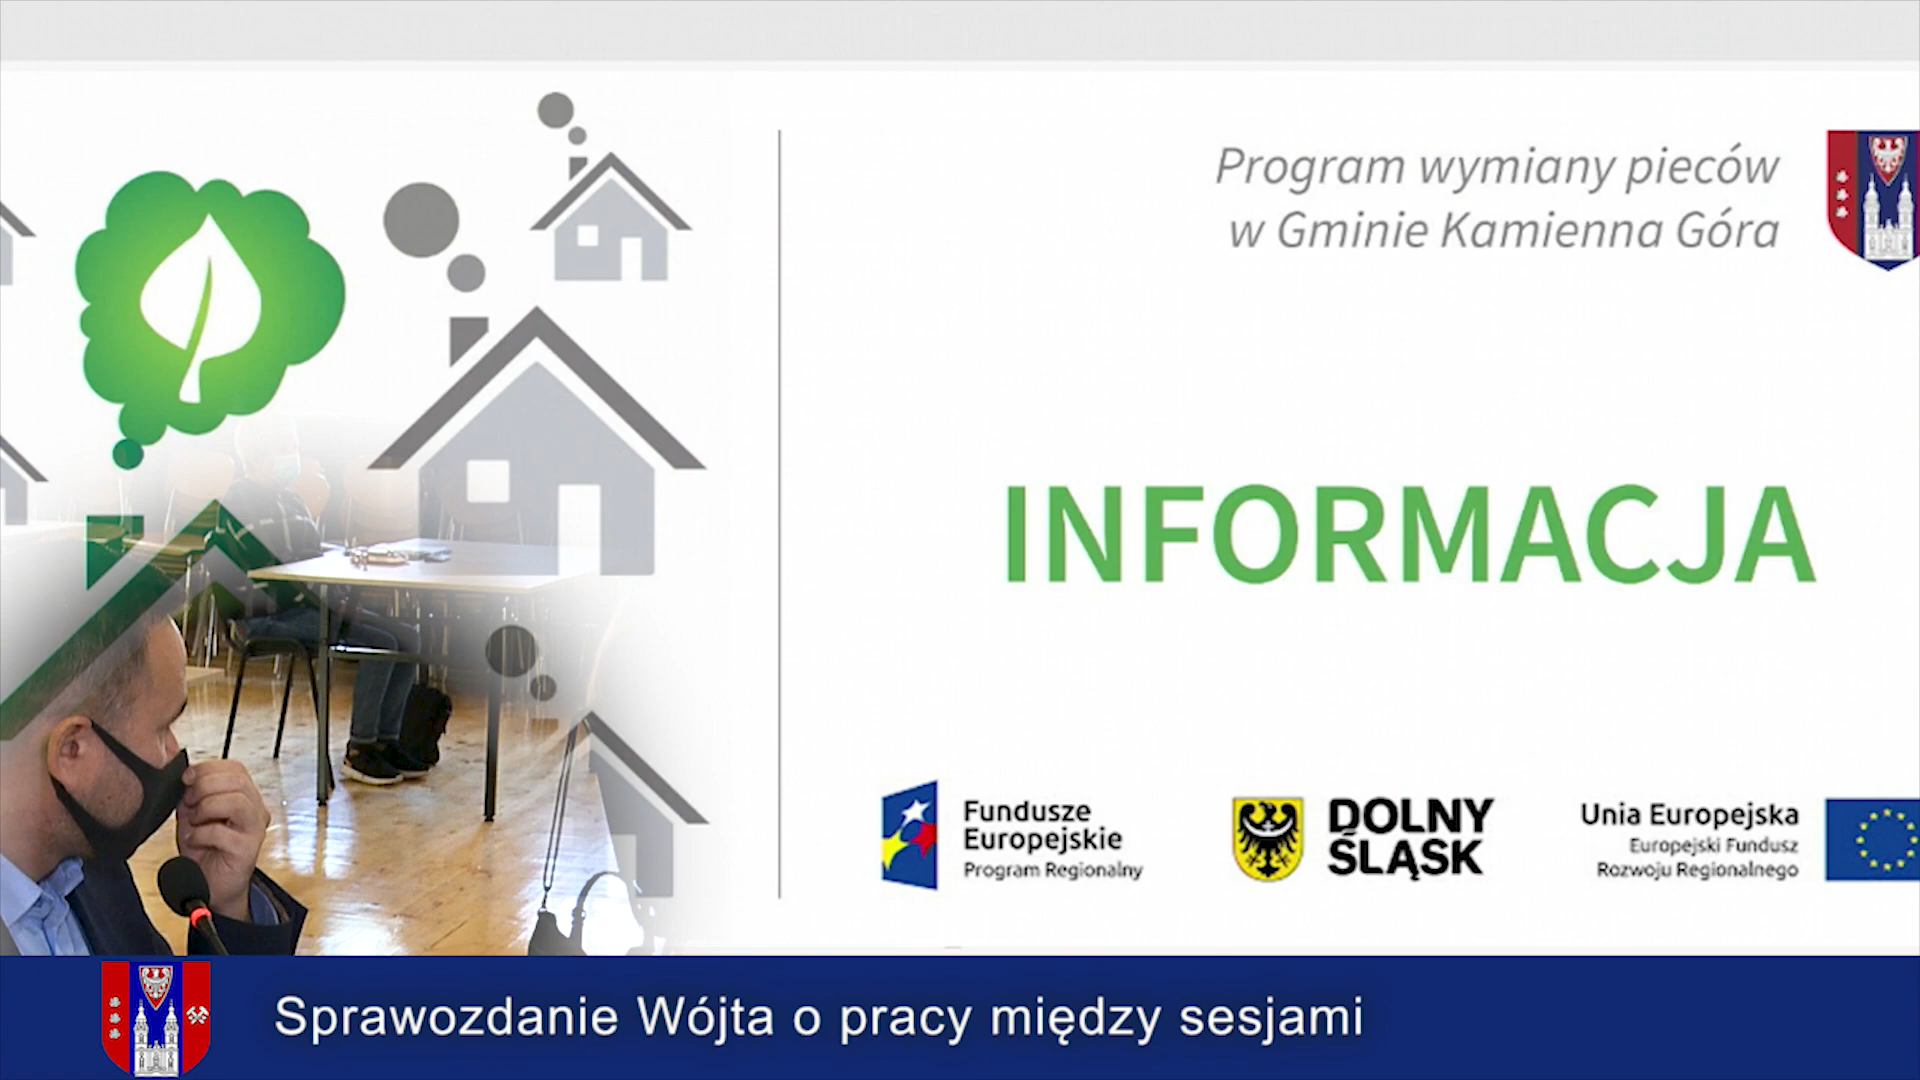 Program wymiany pieców
w Gminie Kamienna Góra
INFORMACJA
Fundusze
Europejskie
Program Regionalny
DOLNY
ŚLĄSK
Unia Europejska
Europejski Fundusz
Rozwoju Regionalnego
Sprawozdanie Wójta o pracy między sesjami